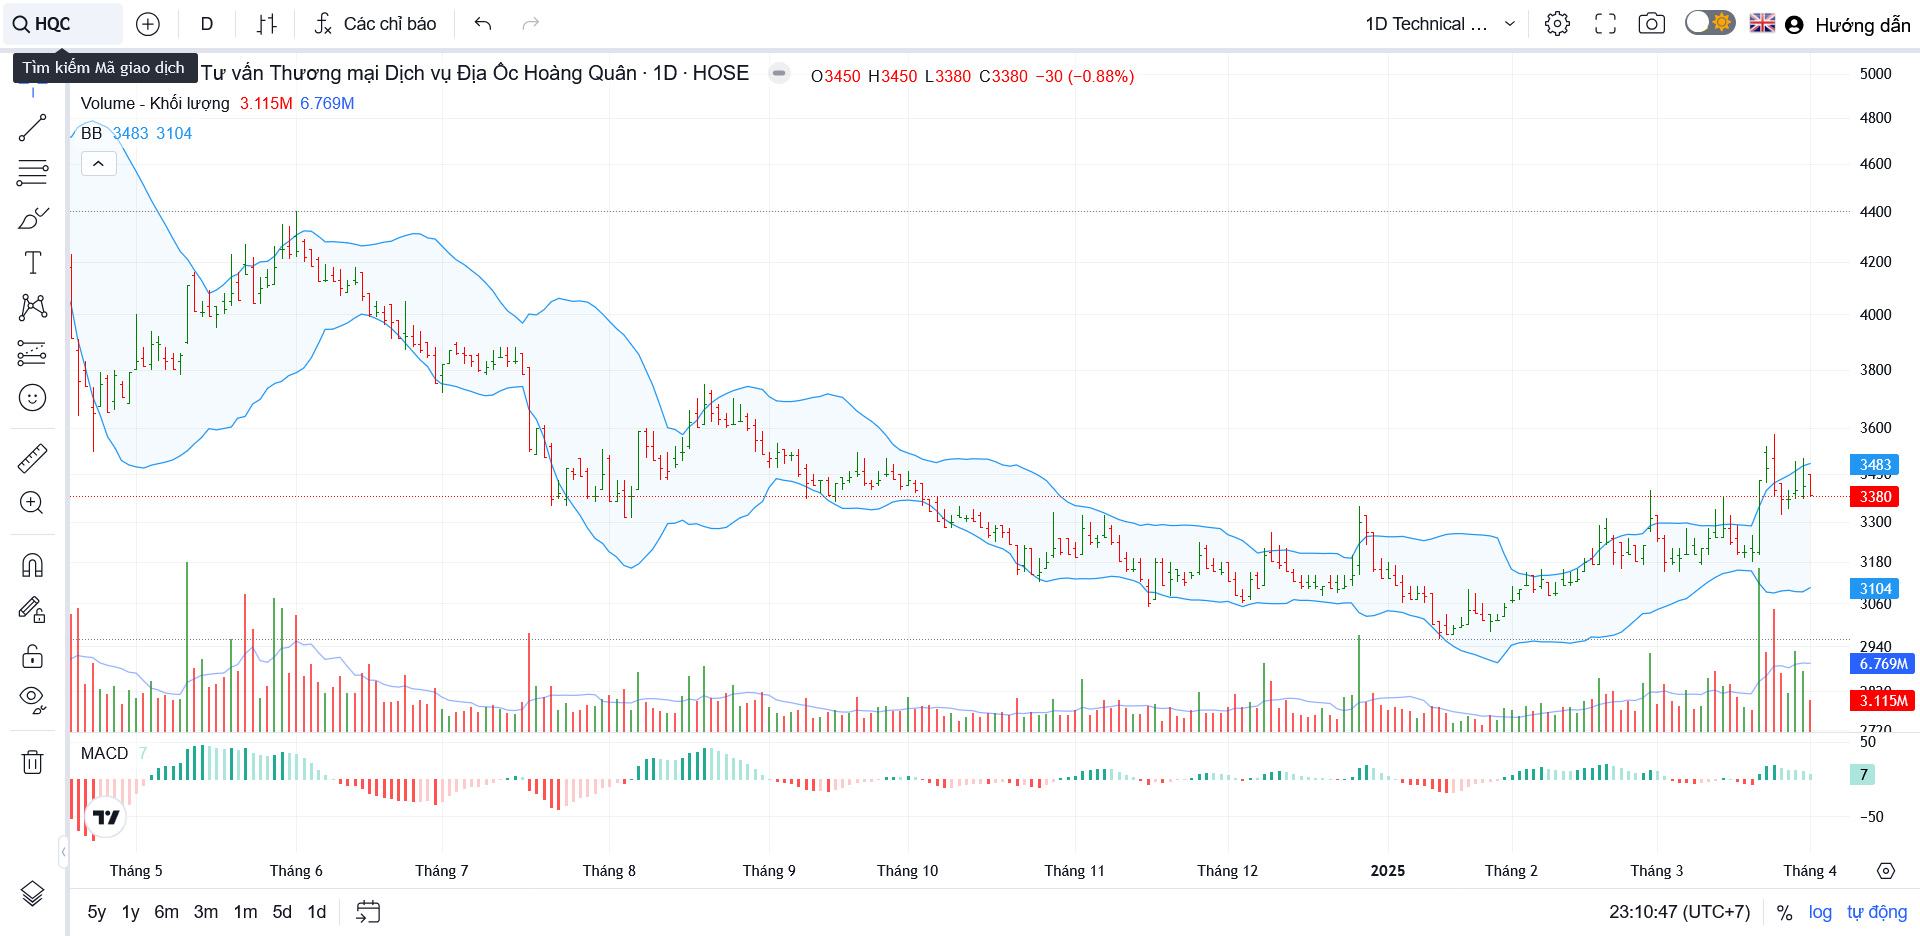 HQC
D
Các chỉ báo
1D Technical ...
Hướng dẫn
Tìm kiếm Mã giao dịch
Tư vấn Thương mại Dịch vụ Địa Ốc Hoàng Quân · 1D · HOSE
O3450 H3450 L3380 C3380 −30 (−0.88%)
Volume - Khối lượng 3.115M 6.769M
BB 3483 3104
5000
4800
4600
4400
4200
4000
3800
3600
3483
3450
3380
3300
3180
3104
3060
2940
6.769M
3.115M
2720
MACD 7
50
7
−50
Tháng 5 Tháng 6 Tháng 7 Tháng 8 Tháng 9 Tháng 10 Tháng 11 Tháng 12 2025 Tháng 2 Tháng 3 Tháng 4
5y 1y 6m 3m 1m 5d 1d
23:10:47 (UTC+7)
%
log
tự động